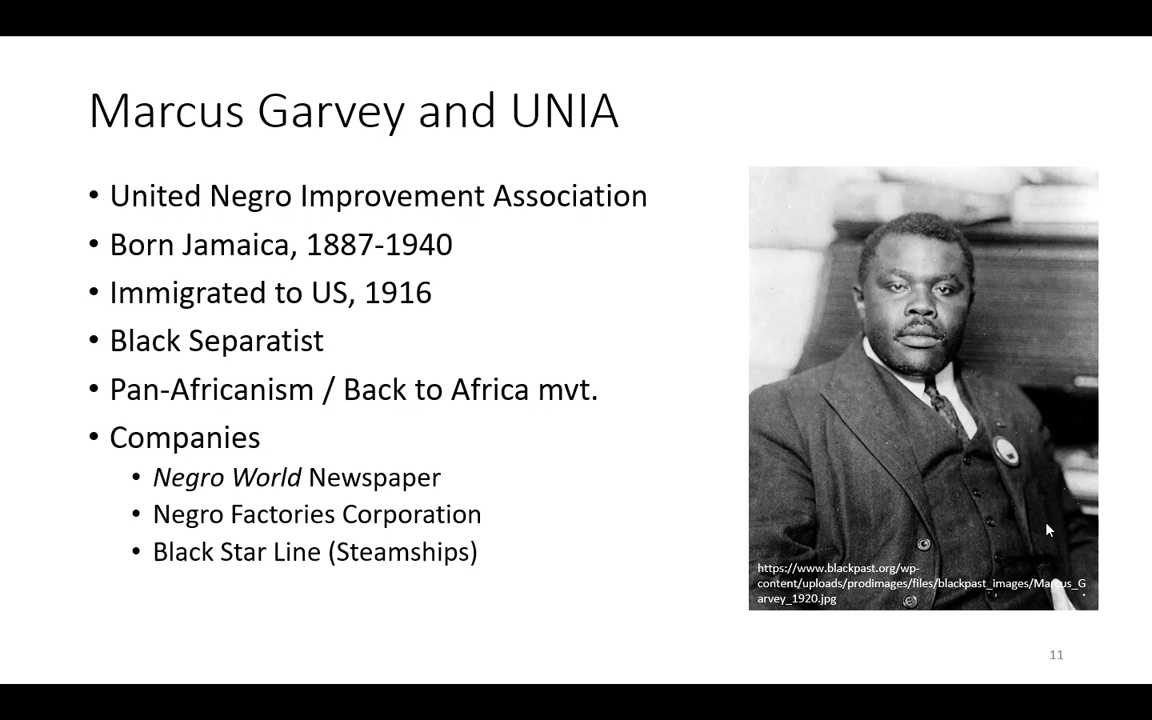 Marcus Garvey and UNIA
• United Negro Improvement Association
• Born Jamaica, 1887-1940
• Immigrated to US, 1916
• Black Separatist
• Pan-Africanism / Back to Africa mvt.
• Companies
• Negro World Newspaper
• Negro Factories Corporation
• Black Star Line (Steamships)
https://www.blackpast.org/wp-
content/uploads/prodimages/files/blackpast_images/Marcus_G
arvey_1920.jpg
11